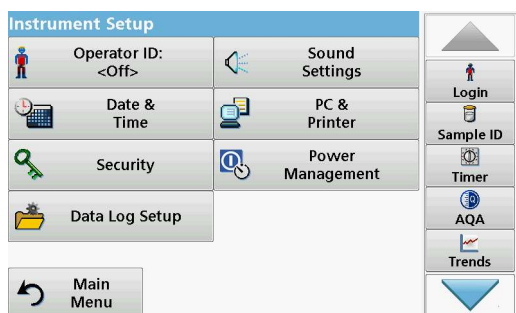 Instrument Setup
Operator ID:
<Off>
Sound
Settings
Date &
Time
PC &
Printer
Security
Power
Management
Data Log Setup
Main
Menu
Login
Sample ID
Timer
AQA
Trends